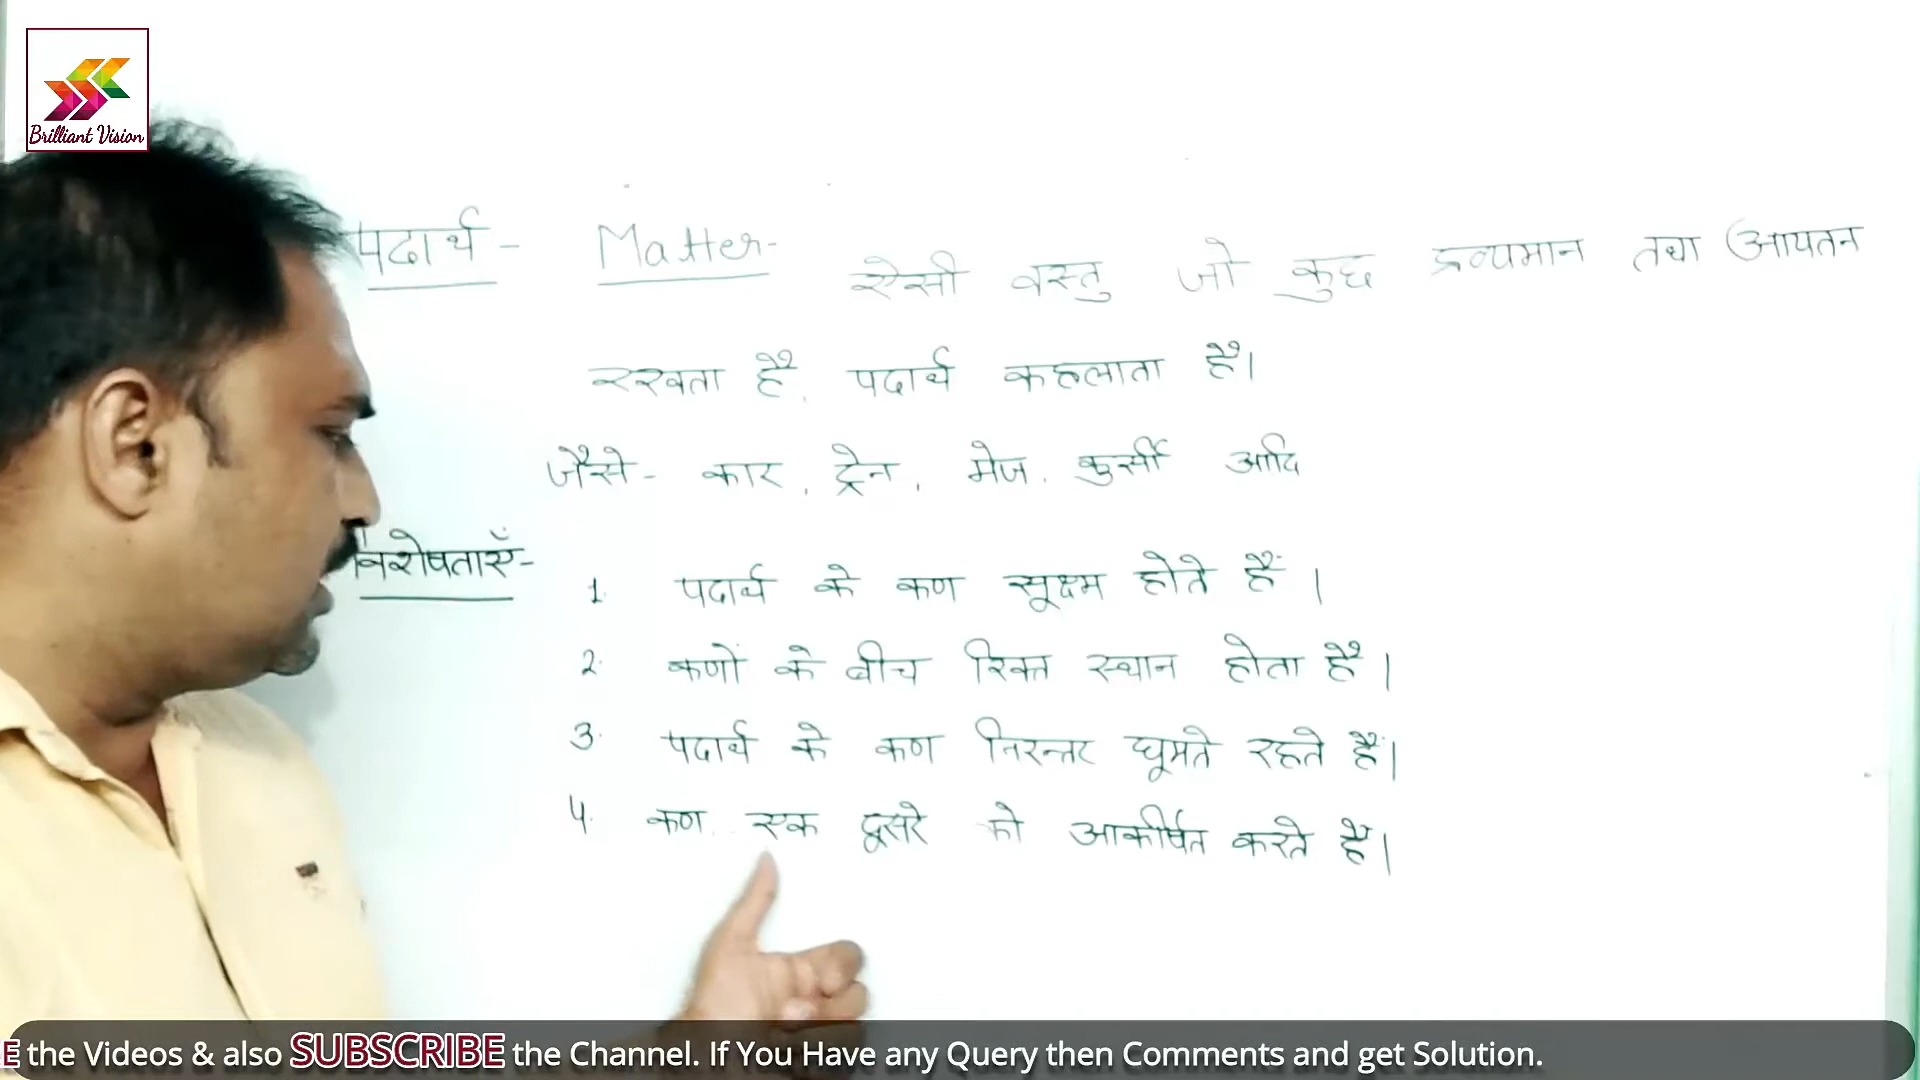 Brilliant Vision
पदार्थ - Matter- ऐसी वस्तु जो कुछ द्रव्यमान तथा आयतन
रखता है, पदार्थ कहलाता है।
जैसे- कार, ट्रेन, मेज, कुर्सी आदि
विशेषताएँ- 1. पदार्थ के कण सूक्ष्म होते हैं।
2. कणों के बीच रिक्त स्थान होता है।
3. पदार्थ के कण निरन्तर घूमते रहते हैं।
4. कण एक दूसरे को आकर्षित करते हैं।
E the Videos & also SUBSCRIBE the Channel. If You Have any Query then Comments and get Solution.